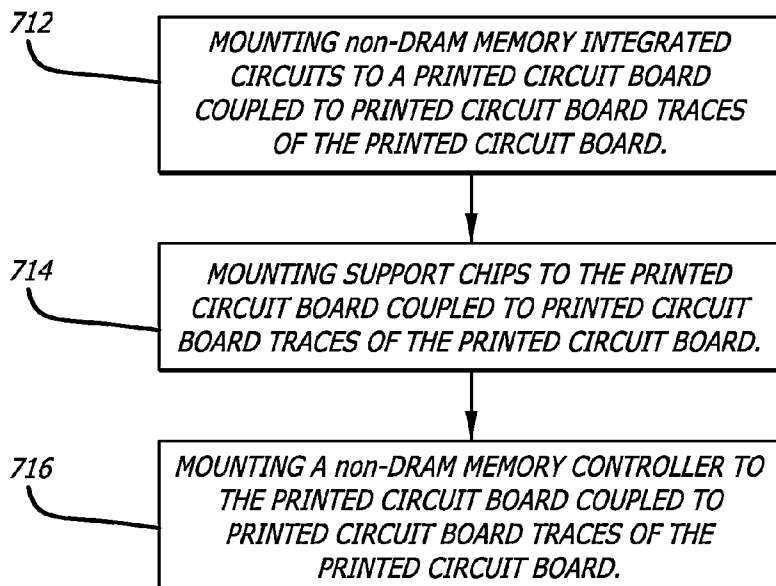 712
MOUNTING non-DRAM MEMORY INTEGRATED
CIRCUITS TO A PRINTED CIRCUIT BOARD
COUPLED TO PRINTED CIRCUIT BOARD TRACES
OF THE PRINTED CIRCUIT BOARD.
714
MOUNTING SUPPORT CHIPS TO THE PRINTED
CIRCUIT BOARD COUPLED TO PRINTED CIRCUIT
BOARD TRACES OF THE PRINTED CIRCUIT BOARD.
716
MOUNTING A non-DRAM MEMORY CONTROLLER TO
THE PRINTED CIRCUIT BOARD COUPLED TO
PRINTED CIRCUIT BOARD TRACES OF THE
PRINTED CIRCUIT BOARD.